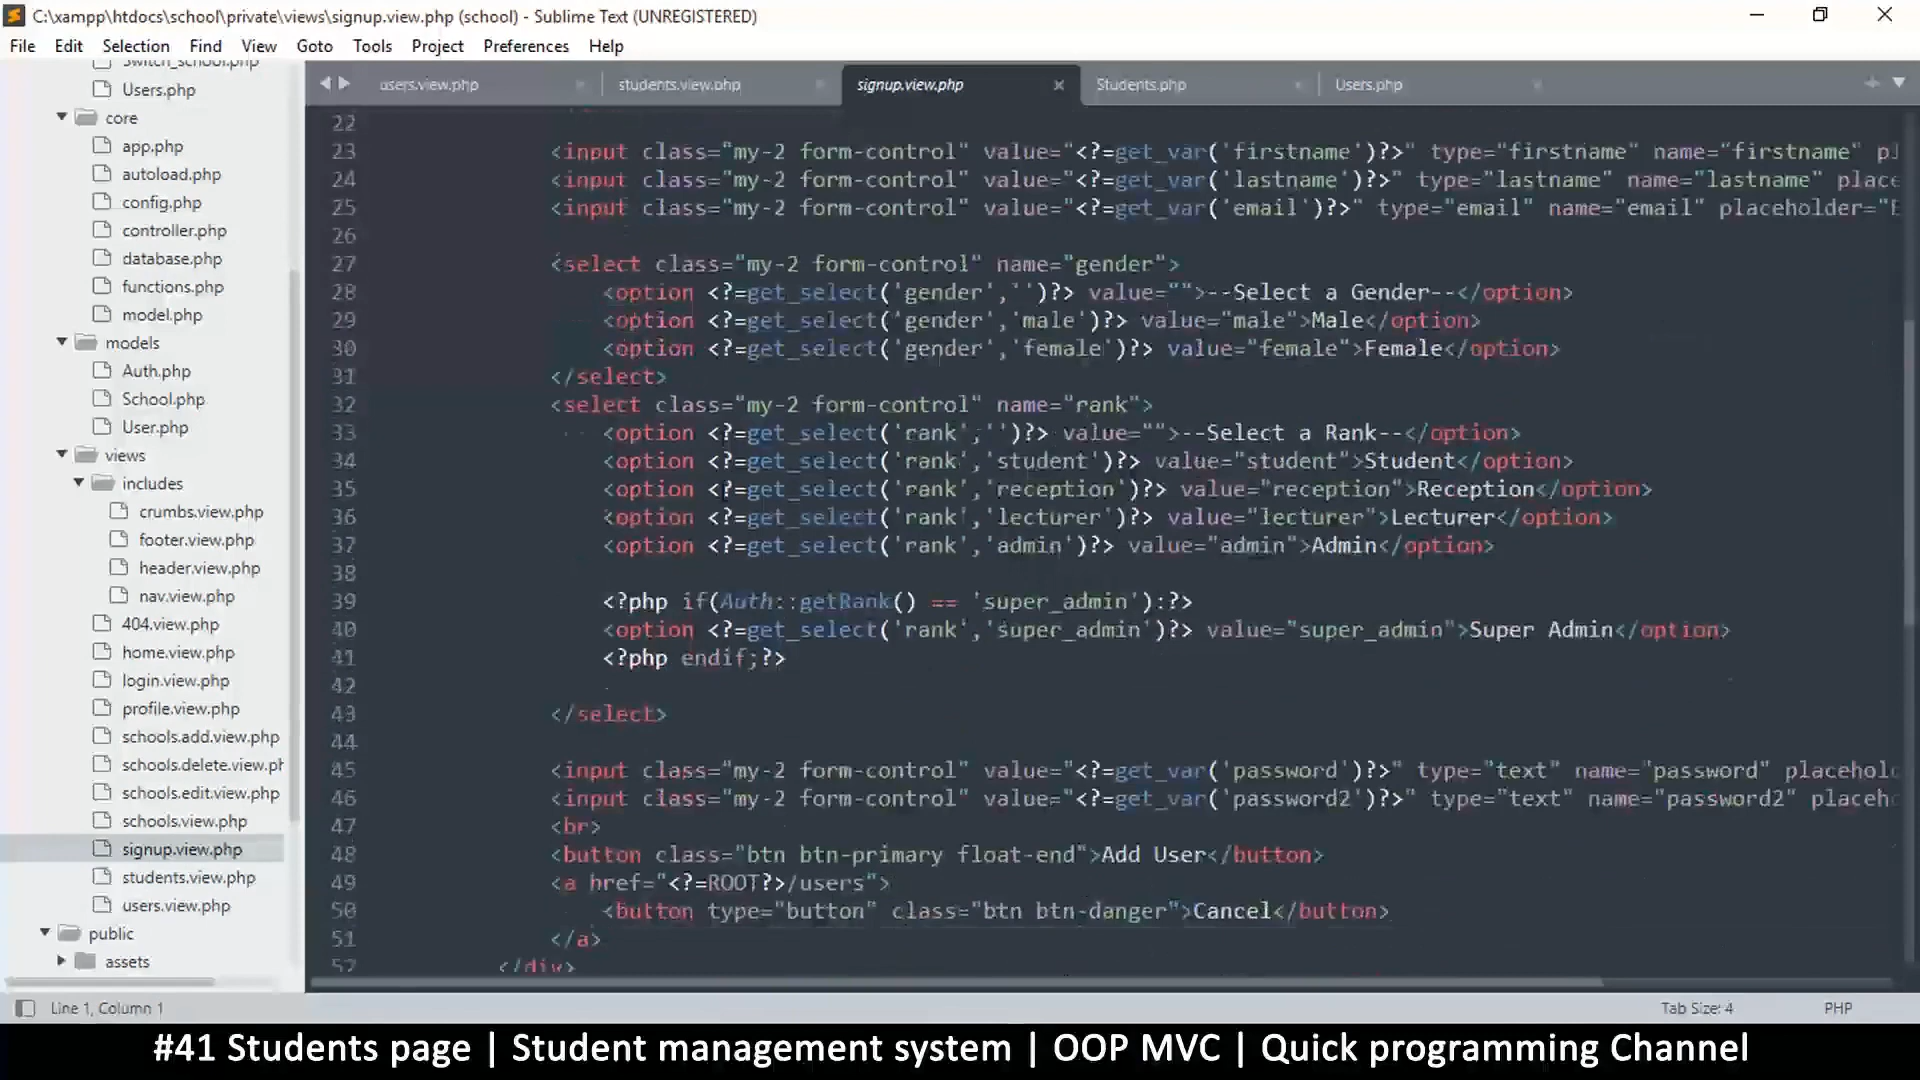 C:\xampp\htdocs\school\private\views\signup.view.php (school) - Sublime Text (UNREGISTERED)
File Edit Selection Find View Goto Tools Project Preferences Help
Switch_school.php
Users.php
core
app.php
autoload.php
config.php
controller.php
database.php
functions.php
model.php
models
Auth.php
School.php
User.php
views
includes
crumbs.view.php
footer.view.php
header.view.php
nav.view.php
404.view.php
home.view.php
login.view.php
profile.view.php
schools.add.view.php
schools.delete.view.ph
schools.edit.view.php
schools.view.php
signup.view.php
students.view.php
users.view.php
public
assets
users.view.php students.view.php signup.view.php Students.php Users.php
22
23 <input class="my-2 form-control" value="<?=get_var('firstname')?>" type="firstname" name="firstname" pl
24 <input class="my-2 form-control" value="<?=get_var('lastname')?>" type="lastname" name="lastname" place
25 <input class="my-2 form-control" value="<?=get_var('email')?>" type="email" name="email" placeholder="E
26
27 <select class="my-2 form-control" name="gender">
28 <option <?=get_select('gender','')?> value="">--Select a Gender--</option>
29 <option <?=get_select('gender','male')?> value="male">Male</option>
30 <option <?=get_select('gender','female')?> value="female">Female</option>
31 </select>
32 <select class="my-2 form-control" name="rank">
33 <option <?=get_select('rank','')?> value="">--Select a Rank--</option>
34 <option <?=get_select('rank','student')?> value="student">Student</option>
35 <option <?=get_select('rank','reception')?> value="reception">Reception</option>
36 <option <?=get_select('rank','lecturer')?> value="lecturer">Lecturer</option>
37 <option <?=get_select('rank','admin')?> value="admin">Admin</option>
38
39 <?php if(Auth::getRank() == 'super_admin'):?>
40 <option <?=get_select('rank','super_admin')?> value="super_admin">Super Admin</option>
41 <?php endif;?>
42
43 </select>
44
45 <input class="my-2 form-control" value="<?=get_var('password')?>" type="text" name="password" placehol
46 <input class="my-2 form-control" value="<?=get_var('password2')?>" type="text" name="password2" placeh
47 <br>
48 <button class="btn btn-primary float-end">Add User</button>
49 <a href="<?=ROOT?>/users">
50 <button type="button" class="btn btn-danger">Cancel</button>
51 </a>
52 </div>
Line 1, Column 1 Tab Size: 4 PHP
#41 Students page | Student management system | OOP MVC | Quick programming Channel